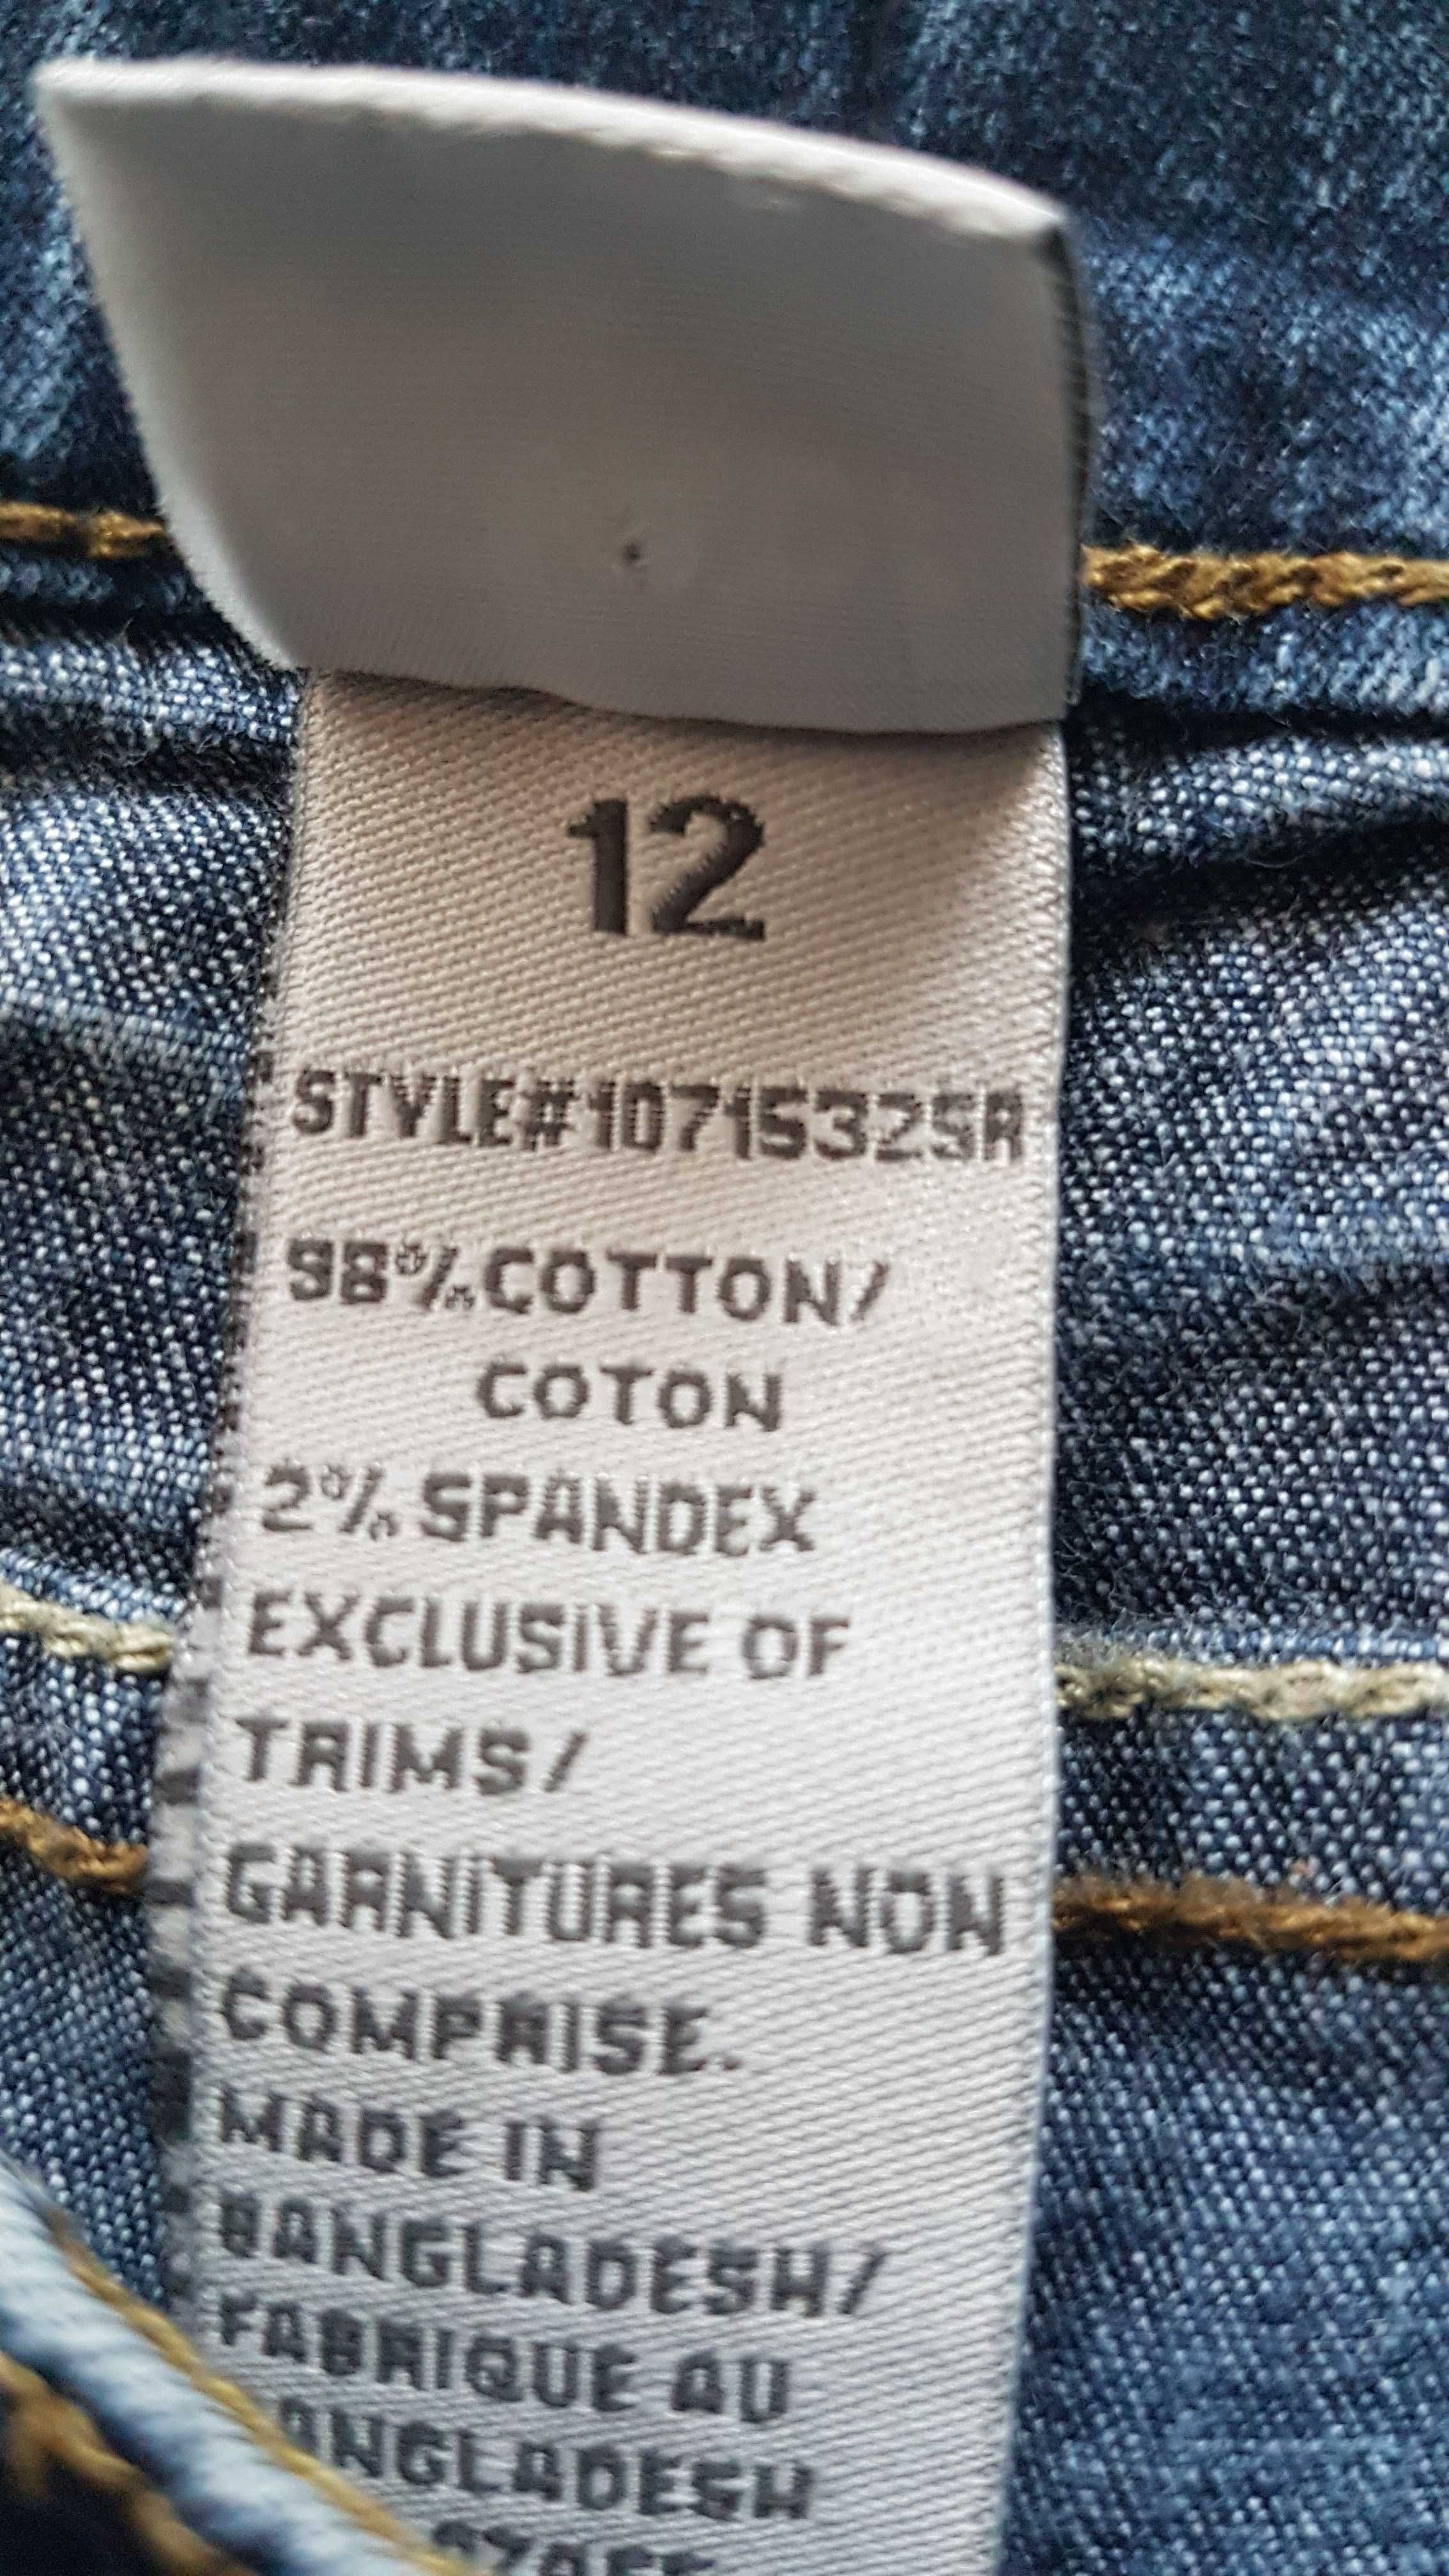 12
STYLE#10715325R
98%COTTON/
COTON
2% SPANDEX
EXCLUSIVE OF
TRIMS/
GARNITURES NON
COMPRISE.
MADE IN
BANGLADESH/
FABRIQUE AU
BANGLADESH